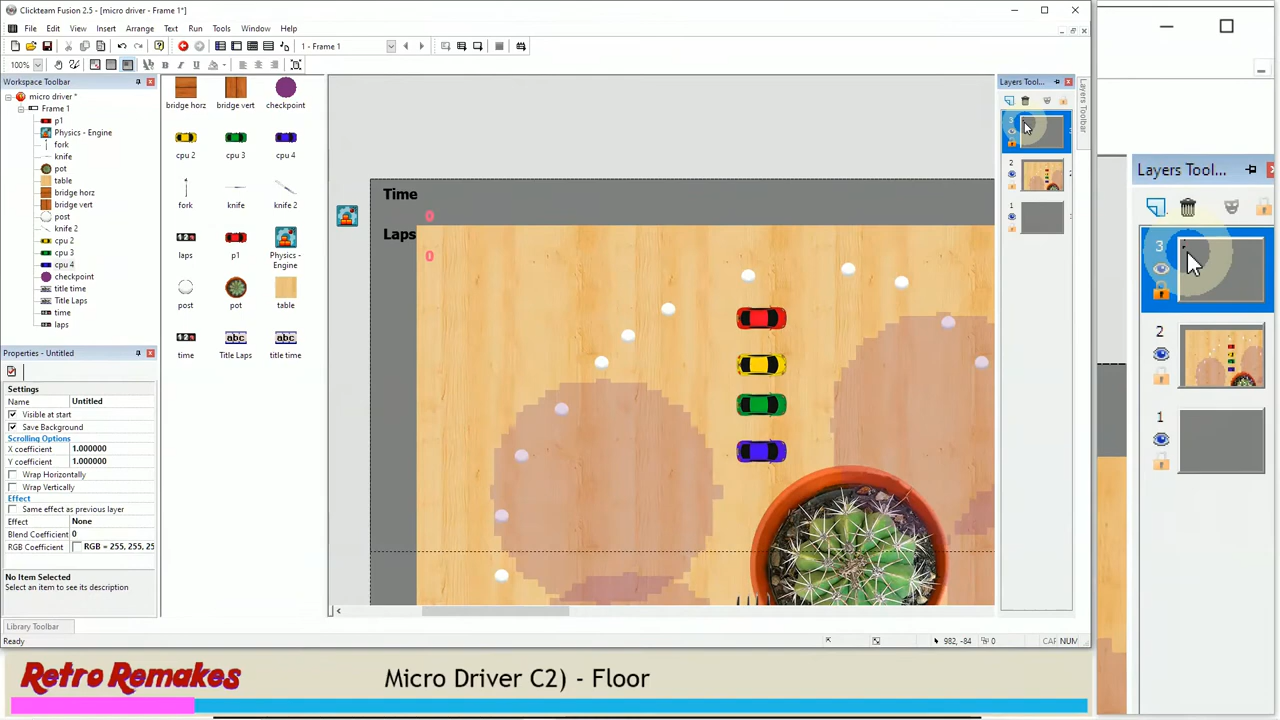 Clickteam Fusion 2.5 - [micro driver - Frame 1*]
File Edit View Insert Arrange Text Run Tools Window Help
1 - Frame 1
100%
Workspace Toolbar
micro driver *
Frame 1
p1
Physics - Engine
fork
knife
pot
table
bridge horz
bridge vert
post
knife 2
cpu 2
cpu 3
cpu 4
checkpoint
title time
Title Laps
time
laps
Properties - Untitled
Settings
Name Untitled
Visible at start
Save Background
Scrolling Options
X coefficient 1.000000
Y coefficient 1.000000
Wrap Horizontally
Wrap Vertically
Effect
Same effect as previous layer
Effect None
Blend Coefficient 0
RGB Coefficient RGB = 255, 255, 25
No Item Selected
Select an item to see its description
Library Toolbar
Ready
bridge horz bridge vert checkpoint
cpu 2 cpu 3 cpu 4
fork knife knife 2
laps p1 Physics - Engine
post pot table
time Title Laps title time
Time
0
Laps
0
Layers Tool...
3
2
1
Layers Toolbar
982, -84
0
CAF NUM
Layers Tool...
3
2
1
Retro Remakes
Micro Driver C2) - Floor